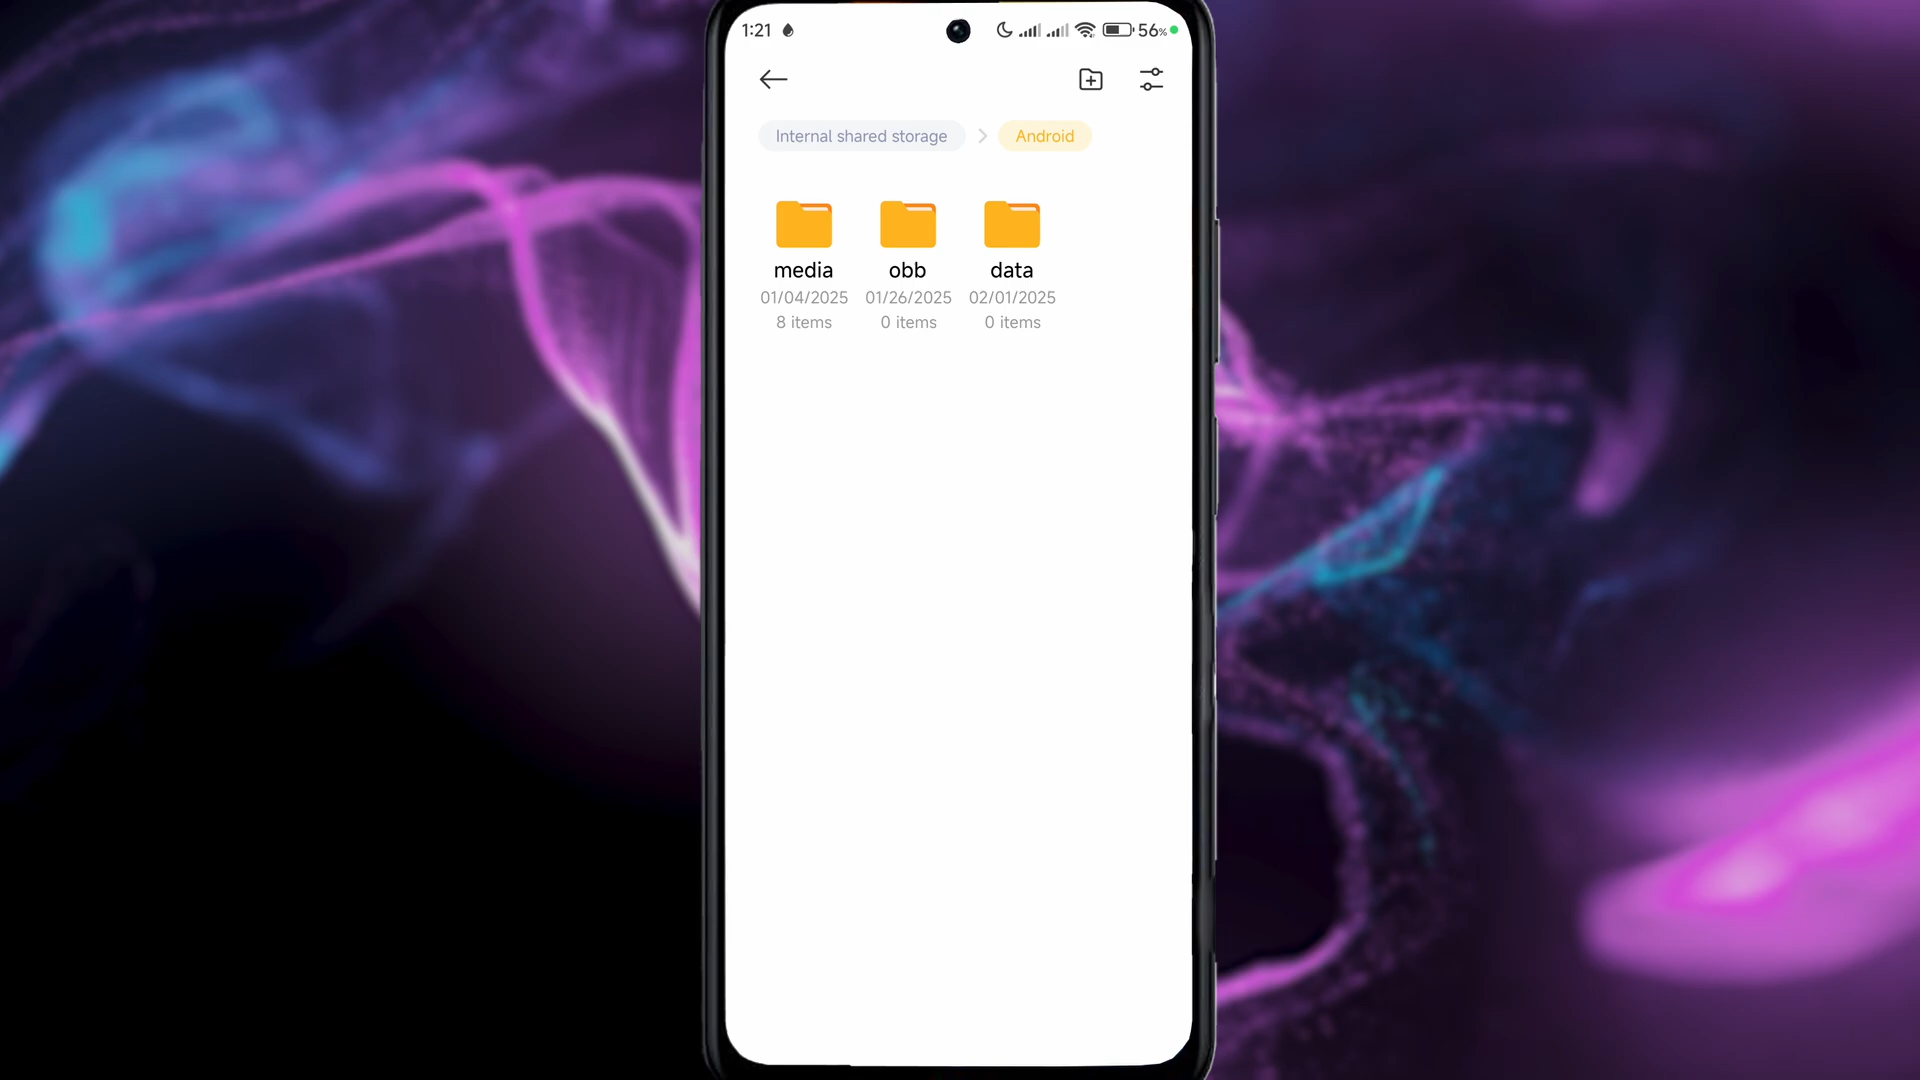 1:21 56%
Internal shared storage > Android
media obb data
01/04/2025 01/26/2025 02/01/2025
8 items 0 items 0 items